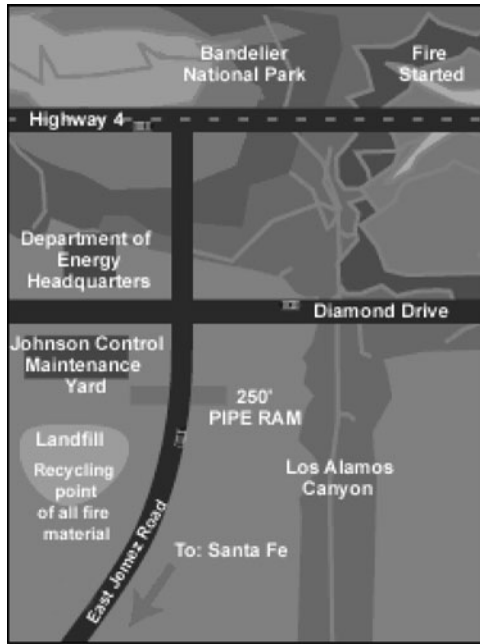 Bandelier
National Park
Fire
Started
Highway 4
Department of
Energy
Headquarters
Diamond Drive
Johnson Control
Maintenance
Yard
250'
PIPE RAM
Landfill
Recycling
point
of all fire
material
Los Alamos
Canyon
East Jemez Road
To: Santa Fe